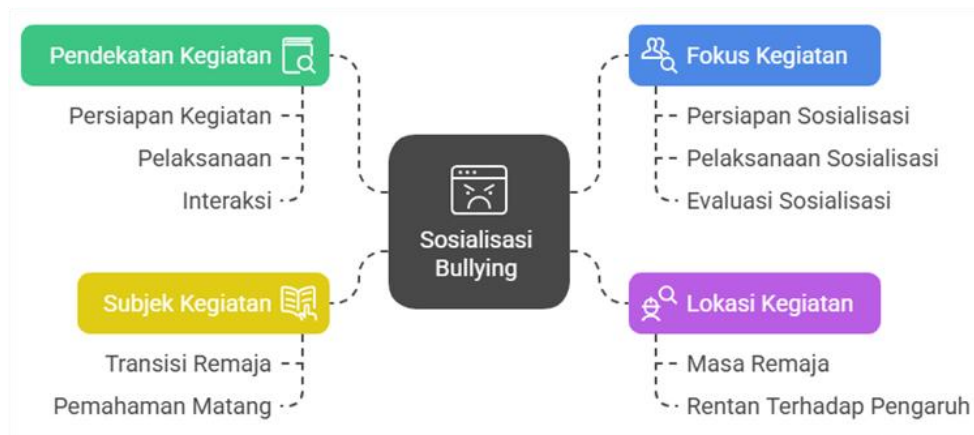 Pendekatan Kegiatan
Persiapan Kegiatan
Pelaksanaan
Interaksi
Subjek Kegiatan
Transisi Remaja
Pemahaman Matang
Sosialisasi
Bullying
Fokus Kegiatan
Persiapan Sosialisasi
Pelaksanaan Sosialisasi
Evaluasi Sosialisasi
Lokasi Kegiatan
Masa Remaja
Rentan Terhadap Pengaruh